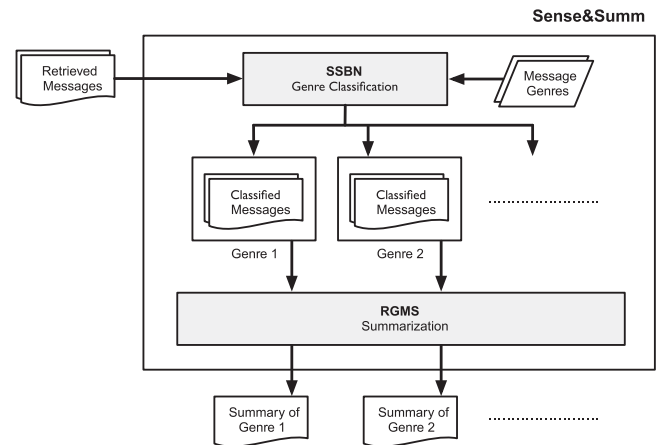 Sense&Summ
Retrieved
Messages
SSBN
Genre Classification
Message
Genres
Classified
Messages
Classified
Messages
Genre 1
Genre 2
RGMS
Summarization
Summary of
Genre 1
Summary of
Genre 2